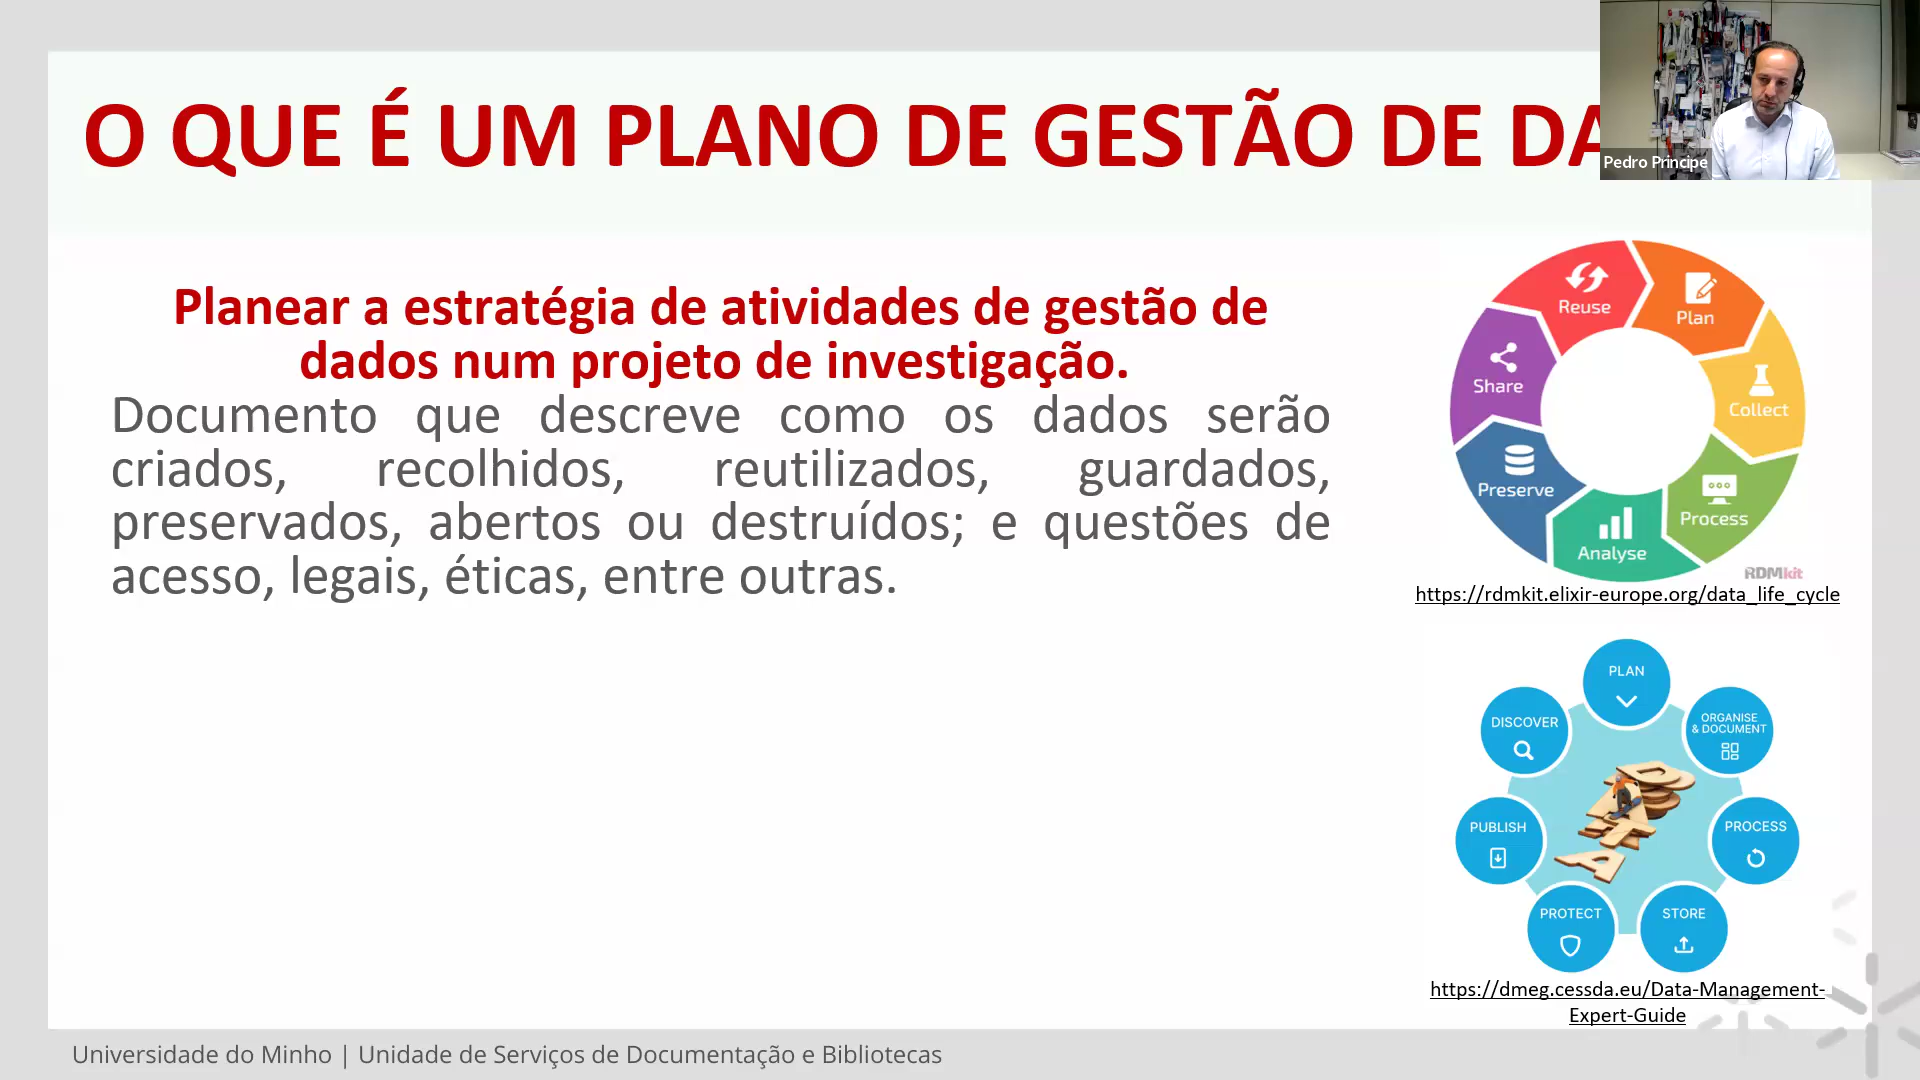 O QUE É UM PLANO DE GESTÃO DE
Pedro Principe
Planear a estratégia de atividades de gestão de
dados num projeto de investigação.
Documento que descreve como os dados serão
criados, recolhidos, reutilizados, guardados,
preservados, abertos ou destruídos; e questões de
acesso, legais, éticas, entre outras.
Reuse
Plan
Share
Collect
Preserve
Process
Analyse
RDMkit
https://rdmkit.elixir-europe.org/data_life_cycle
PLAN
DISCOVER
ORGANISE
& DOCUMENT
PUBLISH
PROCESS
PROTECT
STORE
https://dmeg.cessda.eu/Data-Management-
Expert-Guide
Universidade do Minho | Unidade de Serviços de Documentação e Bibliotecas